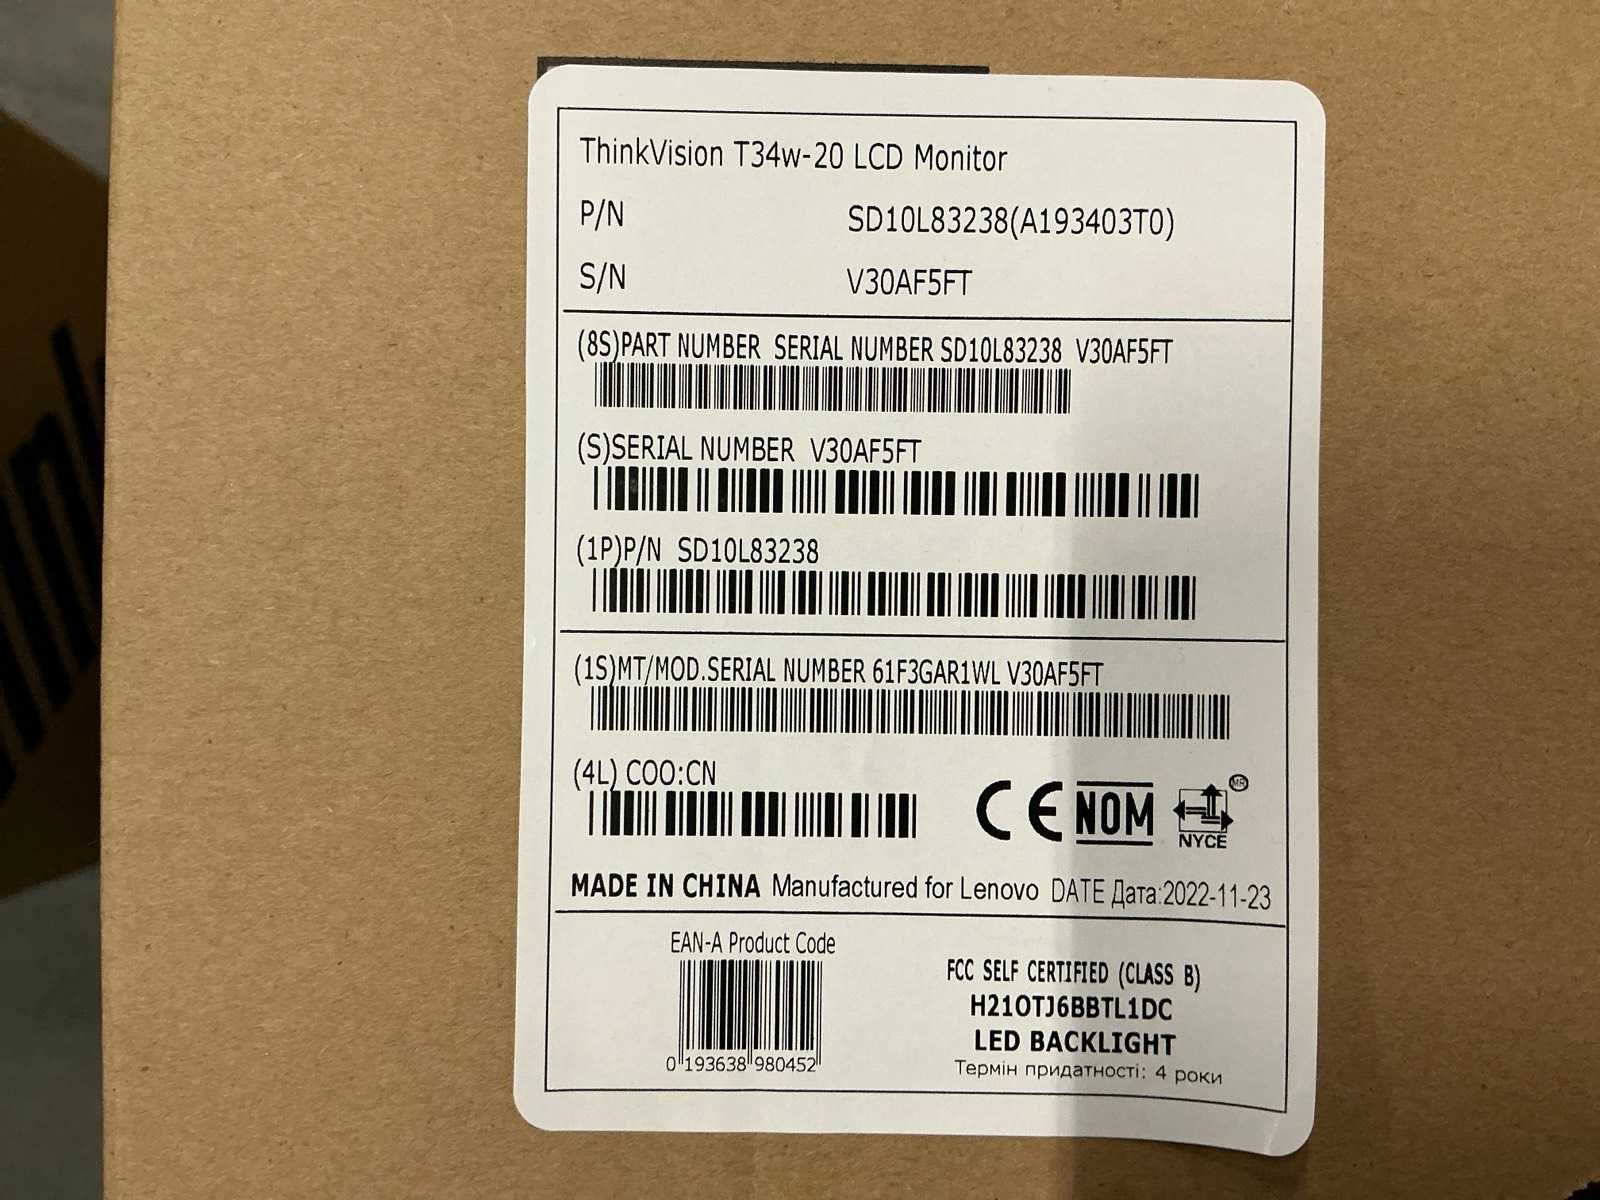 ThinkVision T34w-20 LCD Monitor
P/N SD10L83238(A193403T0)
S/N V30AF5FT
(8S)PART NUMBER SERIAL NUMBER SD10L83238 V30AF5FT
(S)SERIAL NUMBER V30AF5FT
(1P)P/N SD10L83238
(1S)MT/MOD.SERIAL NUMBER 61F3GAR1WL V30AF5FT
(4L) COO:CN
CE NOM NYCE MR
MADE IN CHINA Manufactured for Lenovo DATE Дата:2022-11-23
EAN-A Product Code
0 193638 980452
FCC SELF CERTIFIED (CLASS B)
H21OTJ6BBTL1DC
LED BACKLIGHT
Термін придатності: 4 роки